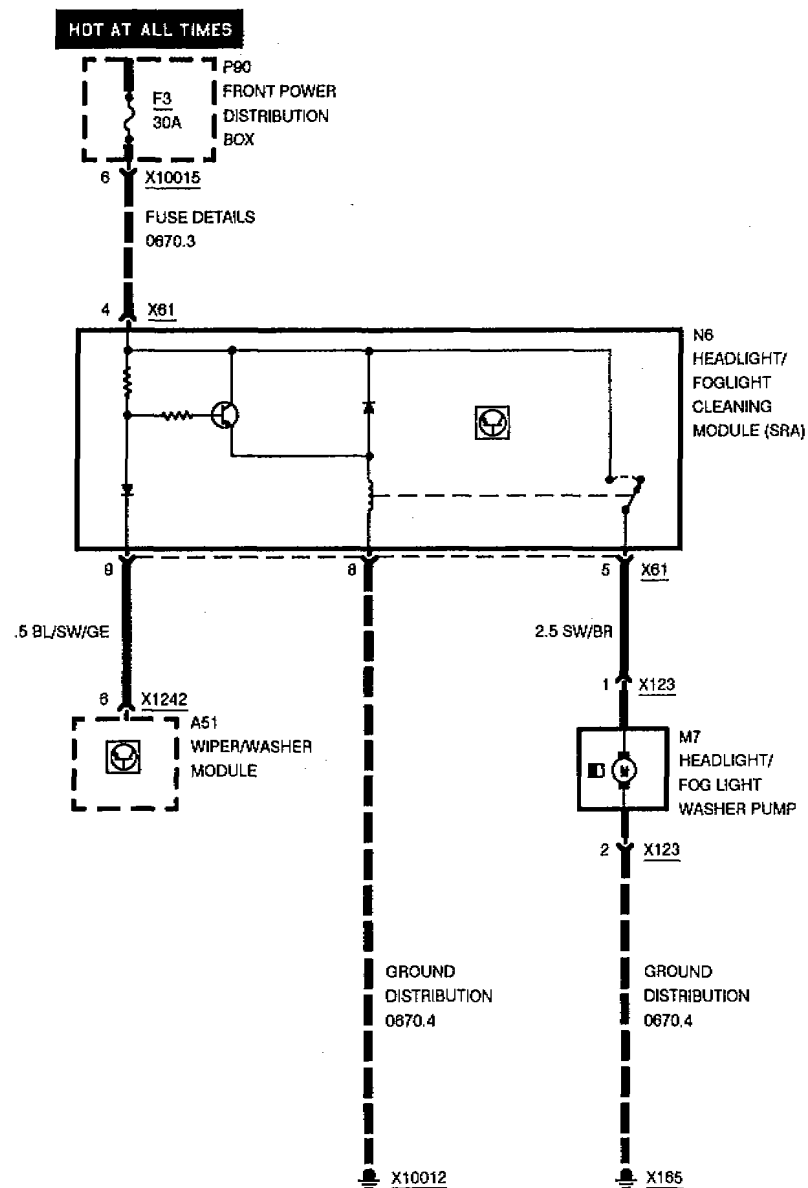 HOT AT ALL TIMES
P90
FRONT POWER
DISTRIBUTION
BOX
F3
30A
6 X10015
FUSE DETAILS
0670.3
4 X61
N6
HEADLIGHT/
FOGLIGHT
CLEANING
MODULE (SRA)
9 8 5 X61
.5 BL/SW/GE
2.5 SW/BR
6 X1242
1 X123
A51
WIPER/WASHER
MODULE
M7
HEADLIGHT/
FOG LIGHT
WASHER PUMP
M
2 X123
GROUND
DISTRIBUTION
0670.4
GROUND
DISTRIBUTION
0670.4
X10012
X165